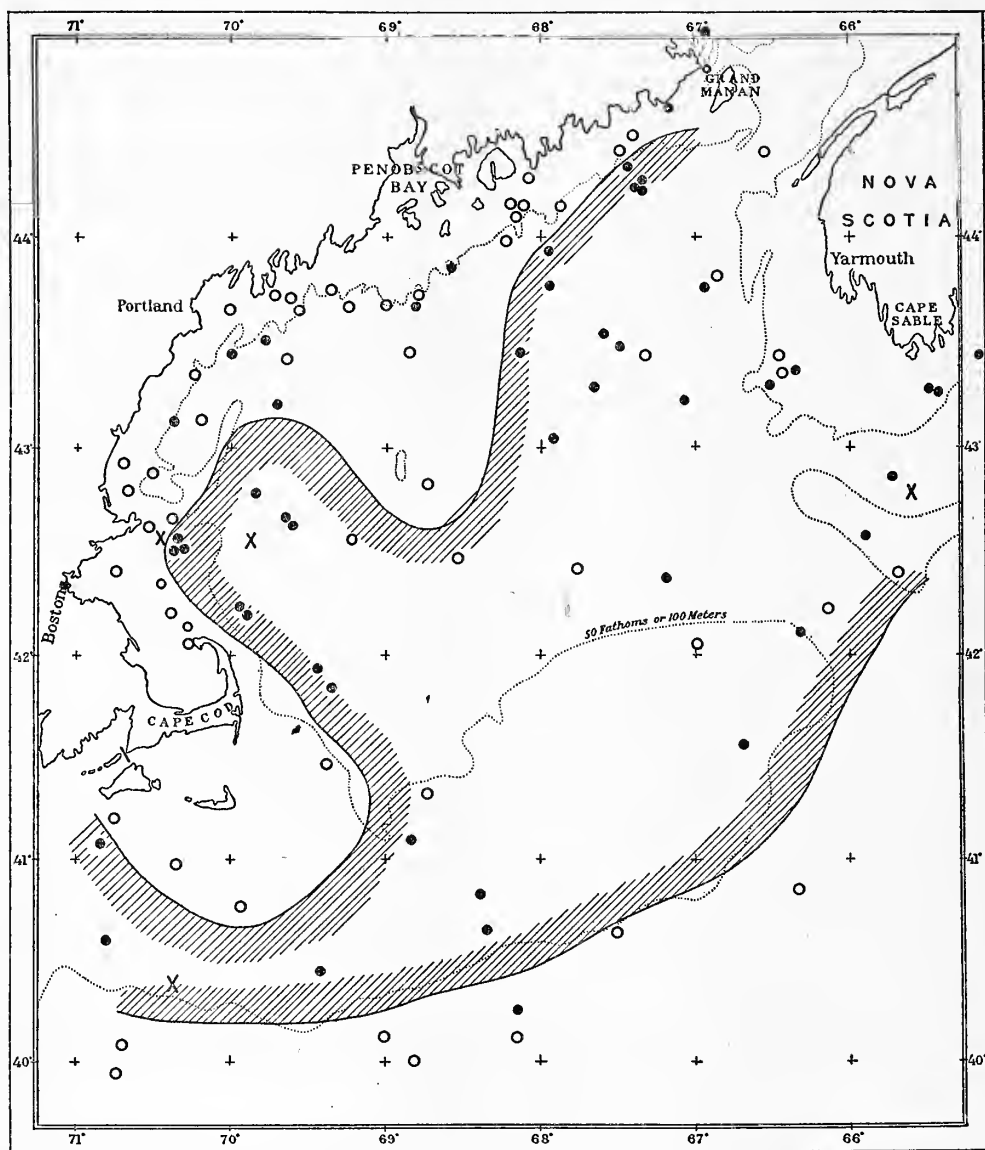 71° 70° 69° 68° 67° 66°
GRAND
MANAN
PENOBSCOT
BAY
NOVA
SCOTIA
44° 44°
Yarmouth
Portland
CAPE
SABLE
43° 43°
X X X
Boston
50 Fathoms or 100 Meters
42° 42°
CAPE COD
41° 41°
X
40° 40°
71° 70° 69° 68° 67° 66°